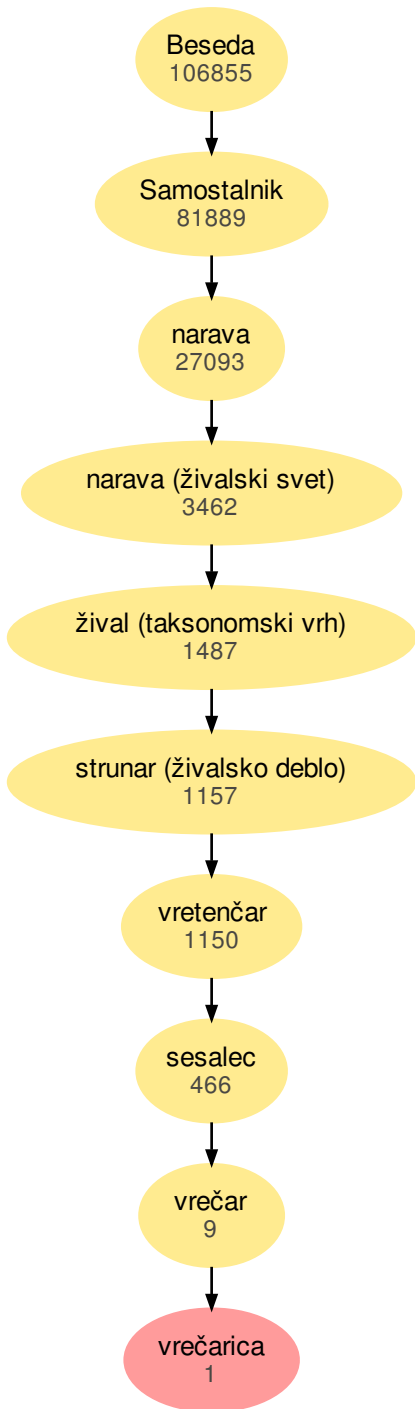 Beseda
106855
Samostalnik
81889
narava
27093
narava (živalski svet)
3462
žival (taksonomski vrh)
1487
strunar (živalsko deblo)
1157
vretenčar
1150
sesalec
466
vrečar
9
vrečarica
1